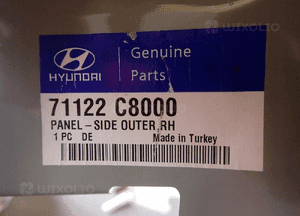 Genuine
Parts
HYUNDAI
71122 C8000
PANEL-SIDE OUTER,RH
1 PC DE Made in Turkey